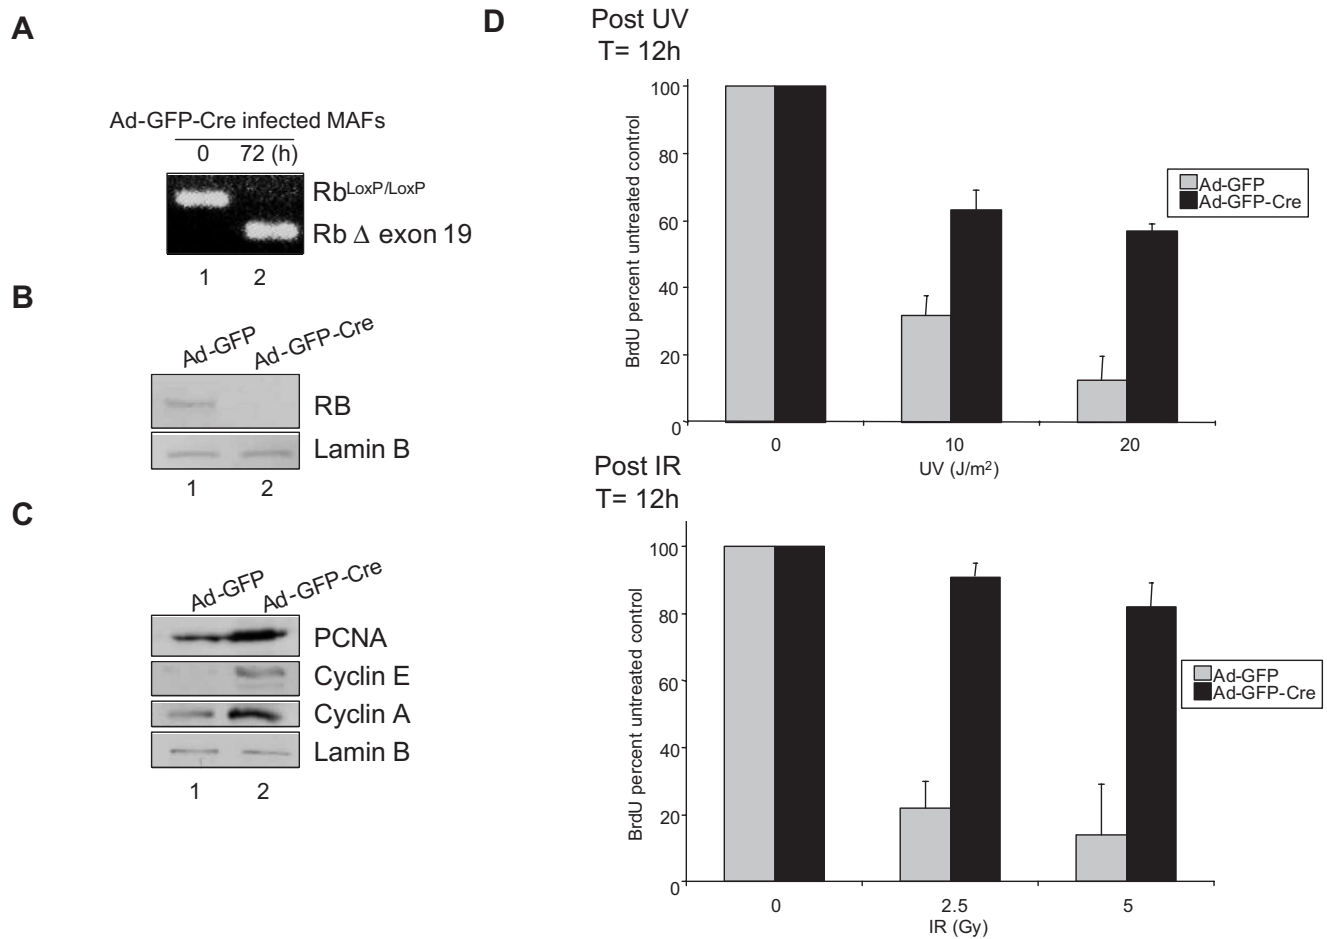 A
Ad-GFP-Cre infected MAFs
0 72 (h)
Rb^LoxP/LoxP
Rb Δ exon 19
1 2
B
Ad-GFP
Ad-GFP-Cre
RB
Lamin B
1 2
C
Ad-GFP
Ad-GFP-Cre
PCNA
Cyclin E
Cyclin A
Lamin B
1 2
D
Post UV
T= 12h
BrdU percent untreated control
100
80
60
40
20
0
0 10 20
UV (J/m²)
Ad-GFP
Ad-GFP-Cre
Post IR
T= 12h
BrdU percent untreated control
100
80
60
40
20
0
0 2.5 5
IR (Gy)
Ad-GFP
Ad-GFP-Cre